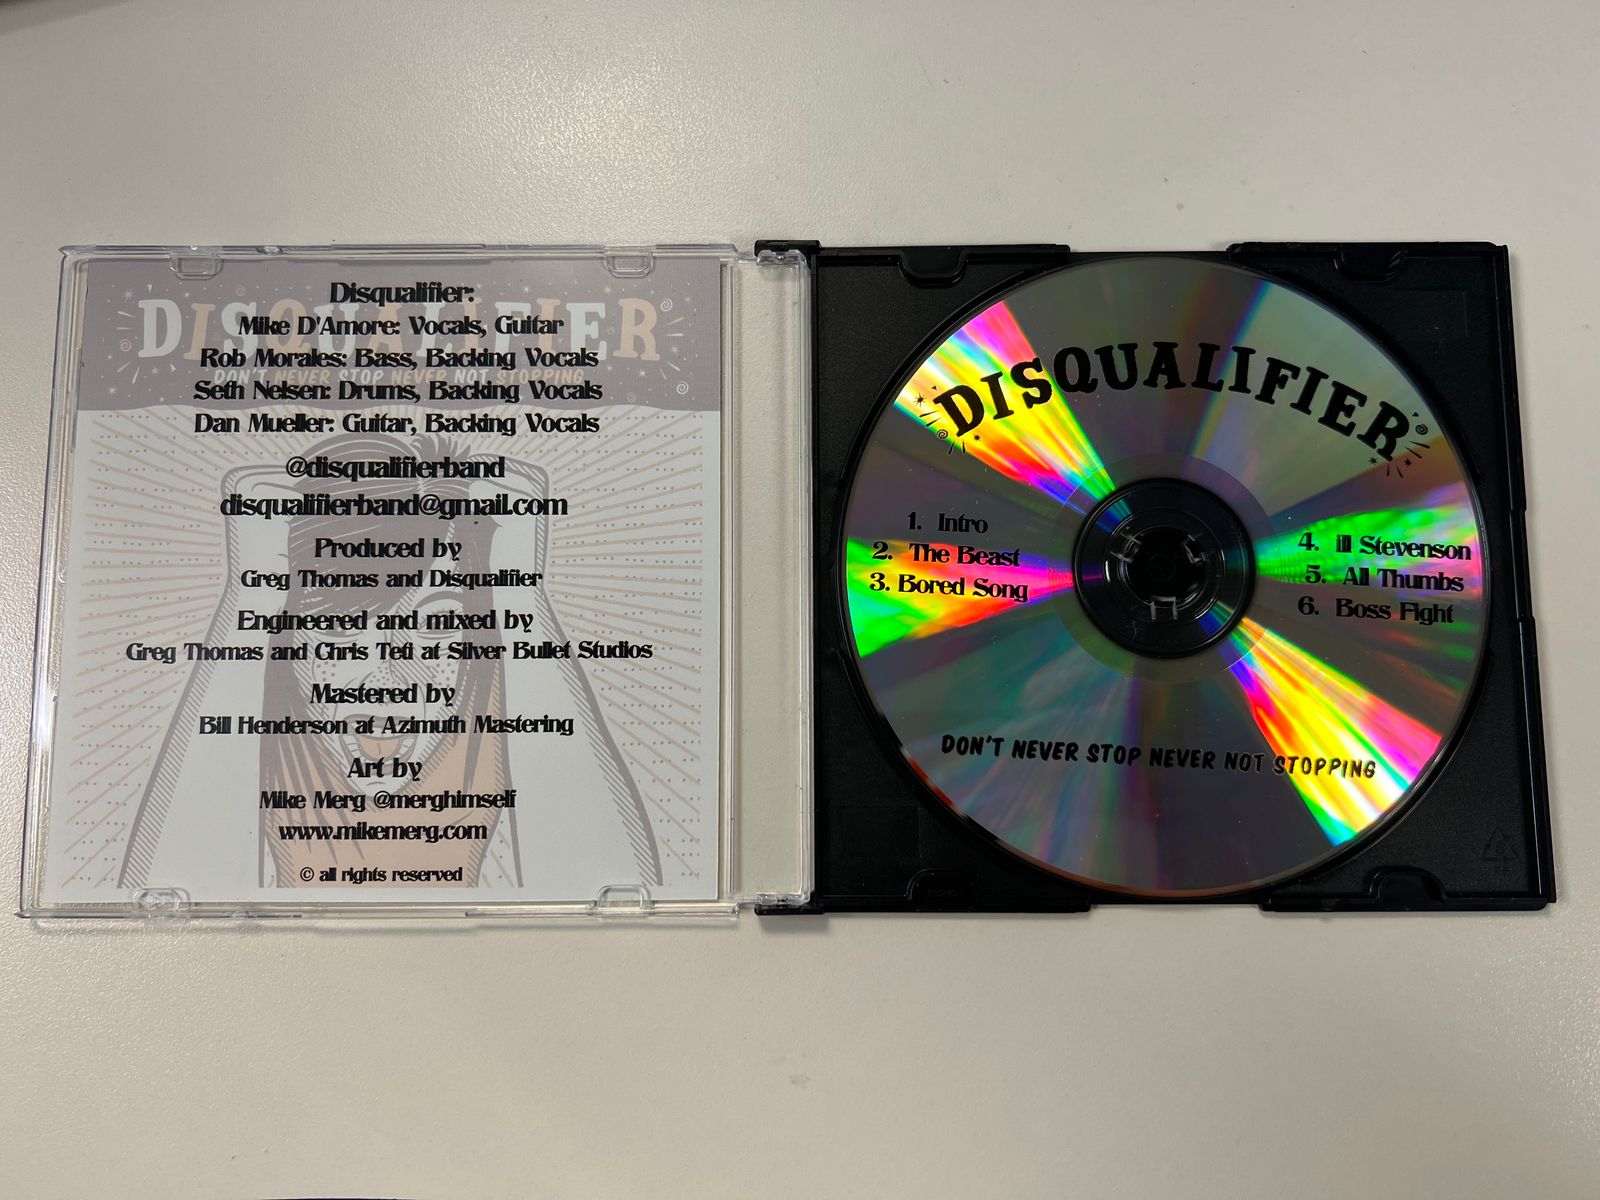 DISQUALIFIER
DON'T NEVER STOP NEVER NOT STOPPING
Disqualifier:
Mike D'Amore: Vocals, Guitar
Rob Morales: Bass, Backing Vocals
Seth Nelsen: Drums, Backing Vocals
Dan Mueller: Guitar, Backing Vocals
@disqualifierband
disqualifierband@gmail.com
Produced by
Greg Thomas and Disqualifier
Engineered and mixed by
Greg Thomas and Chris Teti at Silver Bullet Studios
Mastered by
Bill Henderson at Azimuth Mastering
Art by
Mike Merg @merghimself
www.mikemerg.com
© all rights reserved
DISQUALIFIER
1. Intro
2. The Beast
3. Bored Song
4. ill Stevenson
5. All Thumbs
6. Boss Fight
DON'T NEVER STOP NEVER NOT STOPPING